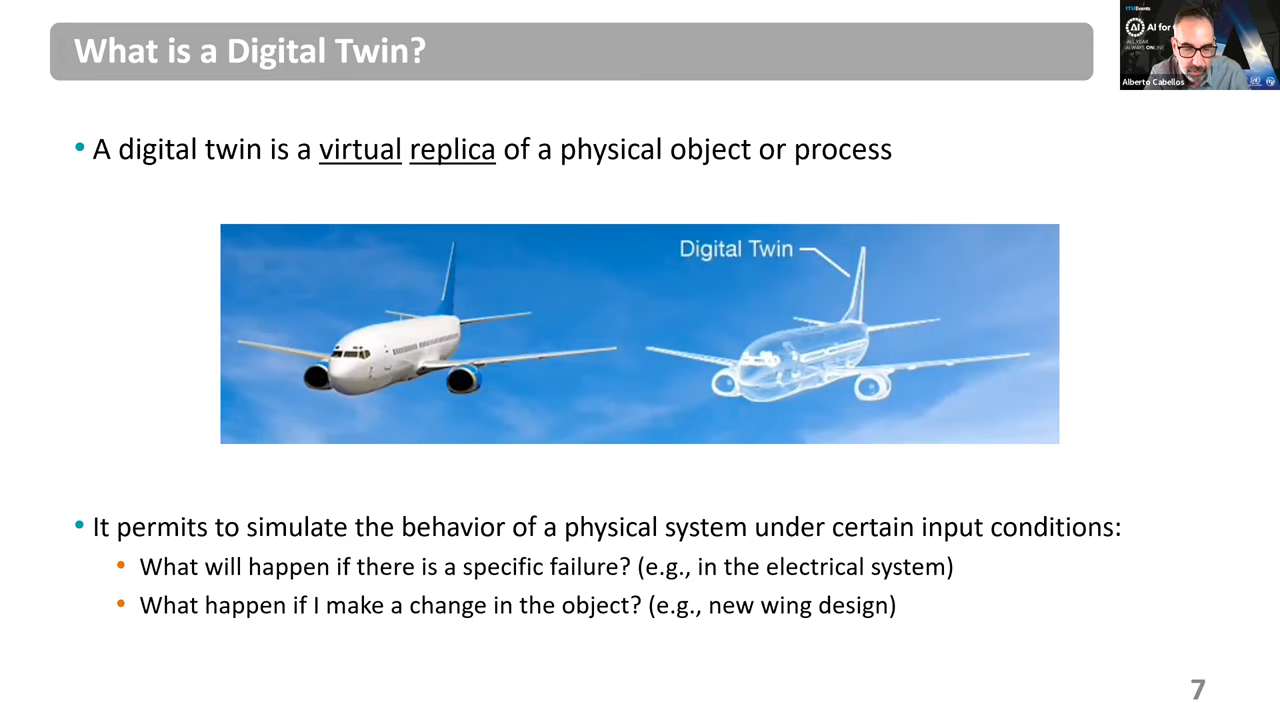 What is a Digital Twin?
ITUEvents
AI for
ALL YEAR
ALWAYS ONLINE
Alberto Cabellos
• A digital twin is a virtual replica of a physical object or process
Digital Twin
• It permits to simulate the behavior of a physical system under certain input conditions:
• What will happen if there is a specific failure? (e.g., in the electrical system)
• What happen if I make a change in the object? (e.g., new wing design)
7